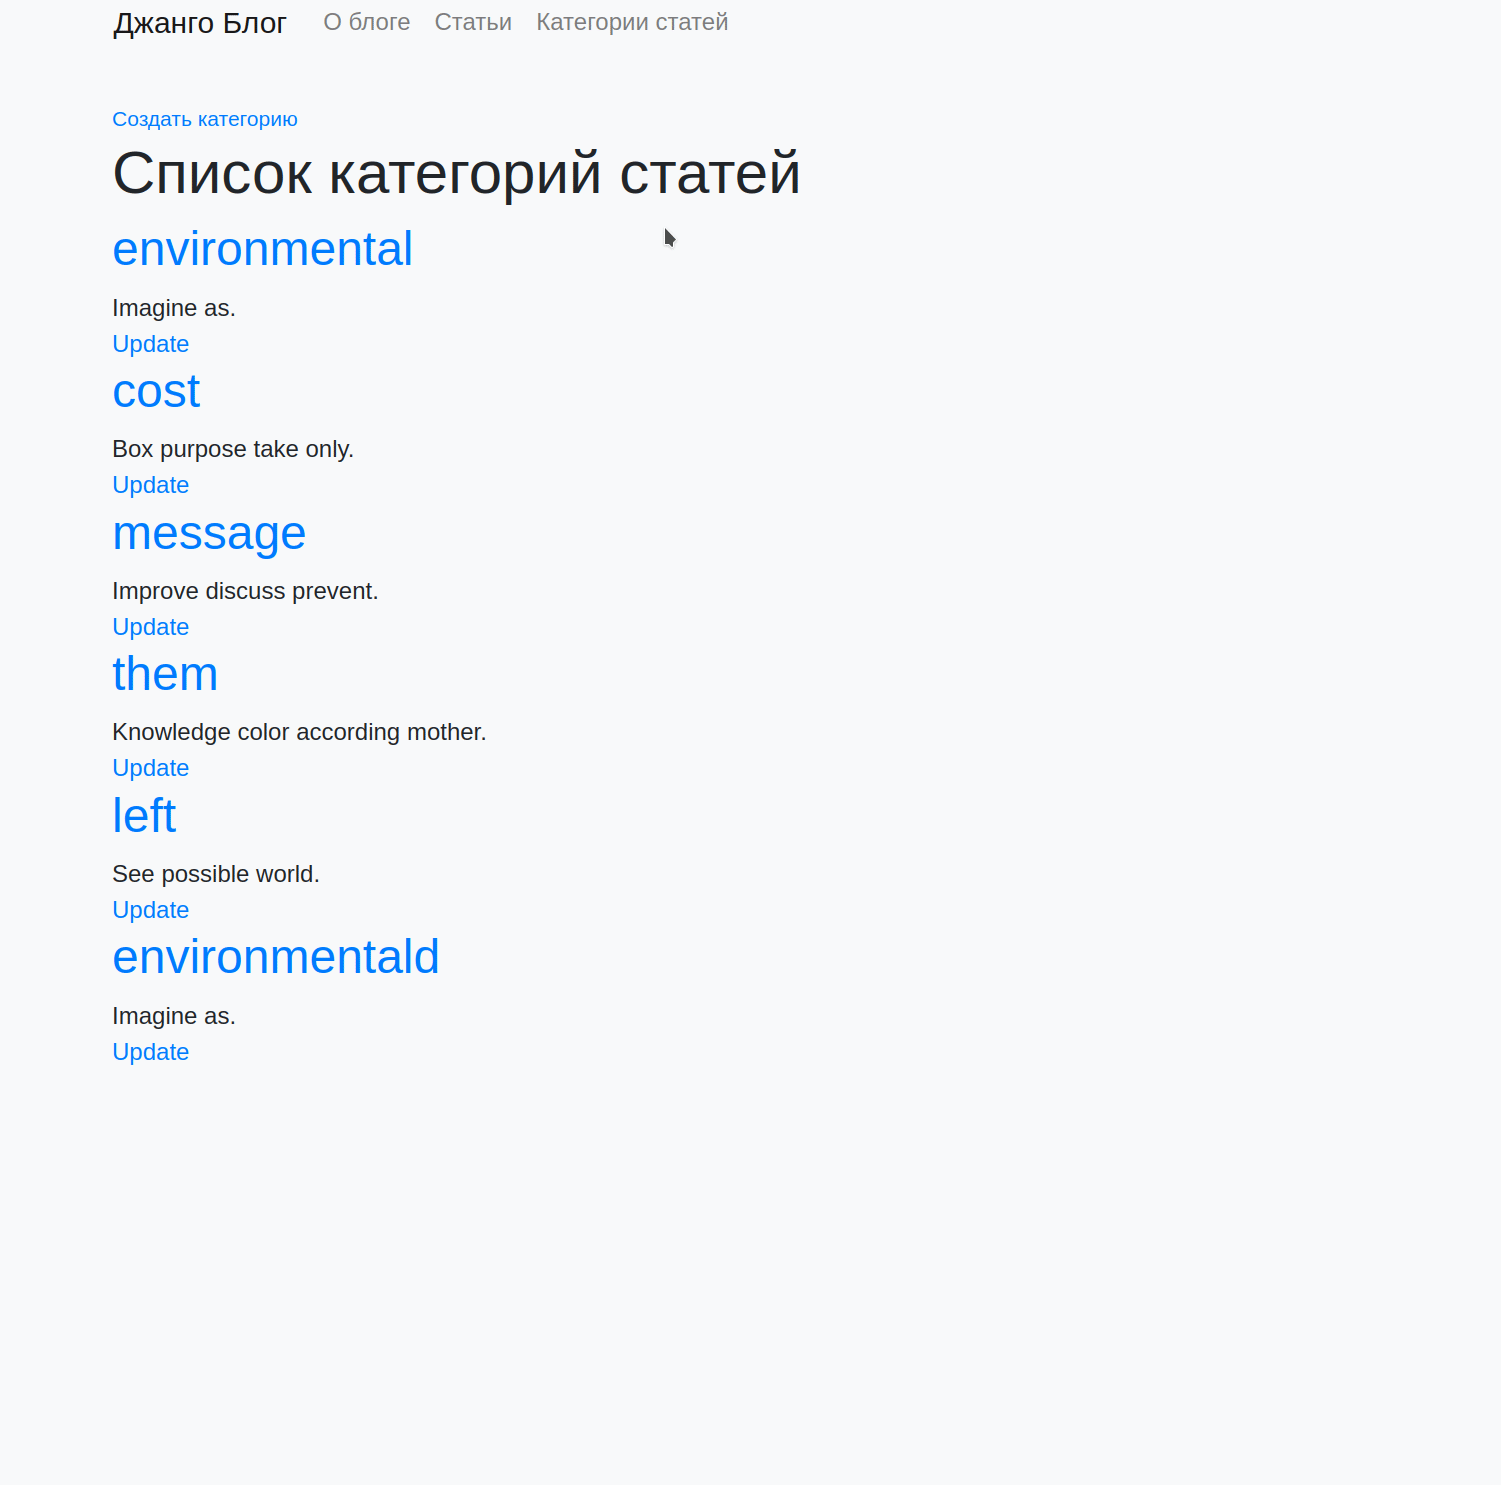 Джанго Блог О блоге Статьи Категории статей
Создать категорию
Список категорий статей
environmental
Imagine as.
Update
cost
Box purpose take only.
Update
message
Improve discuss prevent.
Update
them
Knowledge color according mother.
Update
left
See possible world.
Update
environmentald
Imagine as.
Update